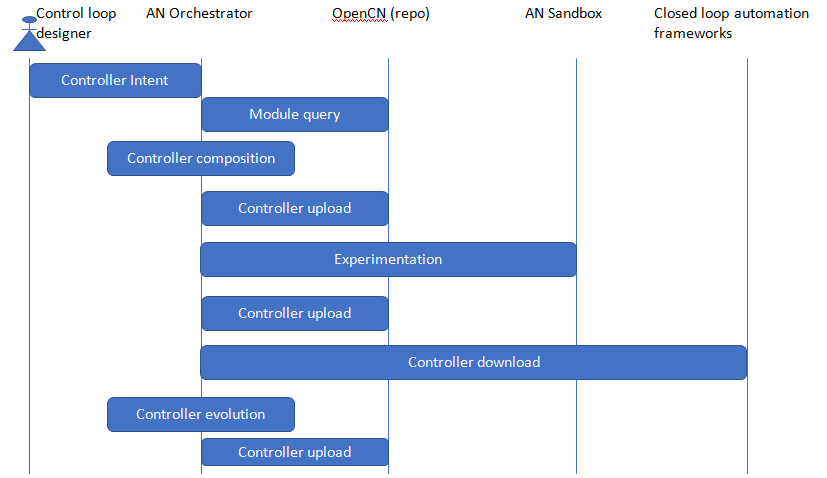 Control loop
designer
AN Orchestrator
OpenCN (repo)
AN Sandbox
Closed loop automation
frameworks
Controller Intent
Module query
Controller composition
Controller upload
Experimentation
Controller upload
Controller download
Controller evolution
Controller upload